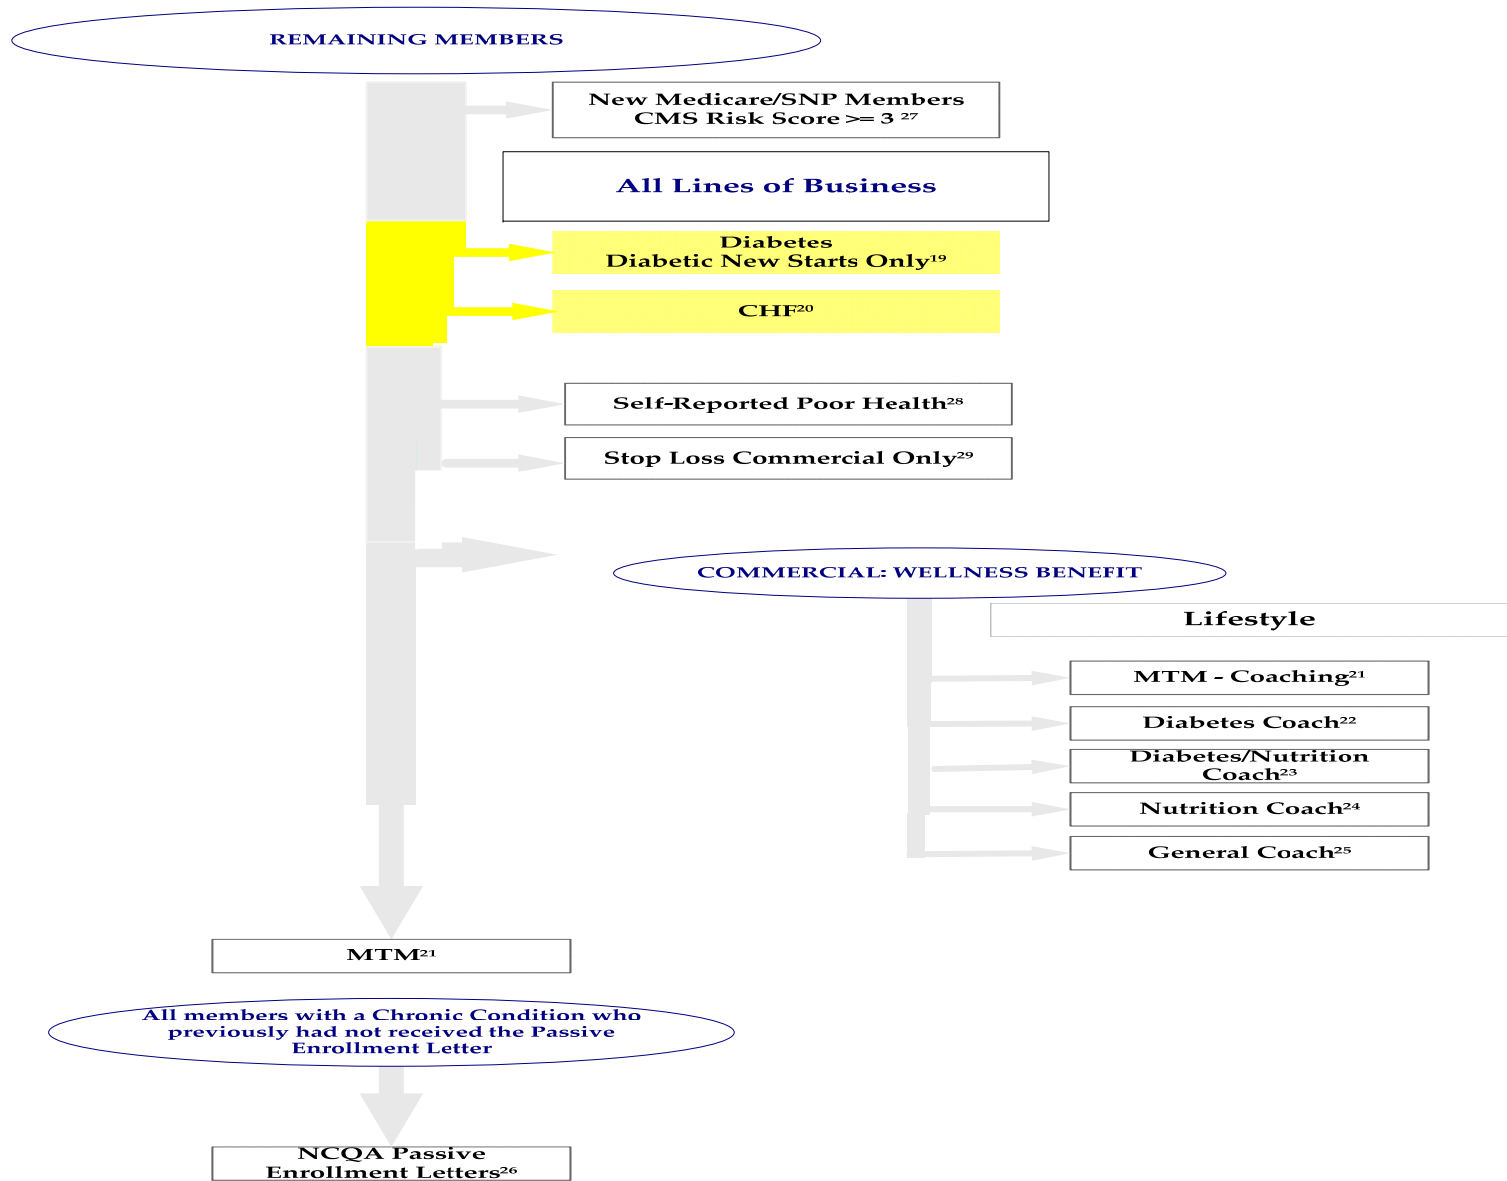 REMAINING MEMBERS
New Medicare/SNP Members
CMS Risk Score >= 3 ²⁷
All Lines of Business
Diabetes
Diabetic New Starts Only¹⁹
CHF²⁰
Self-Reported Poor Health²⁸
Stop Loss Commercial Only²⁹
COMMERCIAL: WELLNESS BENEFIT
Lifestyle
MTM - Coaching²¹
Diabetes Coach²²
Diabetes/Nutrition
Coach²³
Nutrition Coach²⁴
General Coach²⁵
MTM²¹
All members with a Chronic Condition who
previously had not received the Passive
Enrollment Letter
NCQA Passive
Enrollment Letters²⁶